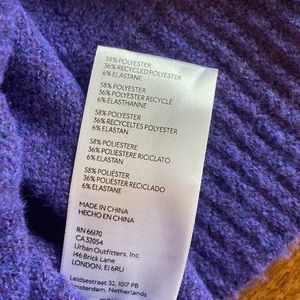 58% POLYESTER
36% RECYCLED POLYESTER
6% ELASTANE
58% POLYESTER
36% POLYESTER RECYCLÉ
6% ÉLASTHANNE
58% POLYESTER
36% RECYCELTES POLYESTER
6% ELASTAN
58% POLIESTERE
36% POLIESTERE RICICLATO
6% ELASTAN
58% POLIÉSTER
36% POLIÉSTER RECICLADO
6% ELASTANE
MADE IN CHINA
HECHO EN CHINA
RN 66170
CA 32054
Urban Outfitters, Inc.
146 Brick Lane
LONDON, E1 6RU
Leidsestraat 32, 1017 PB
Amsterdam, Netherlands